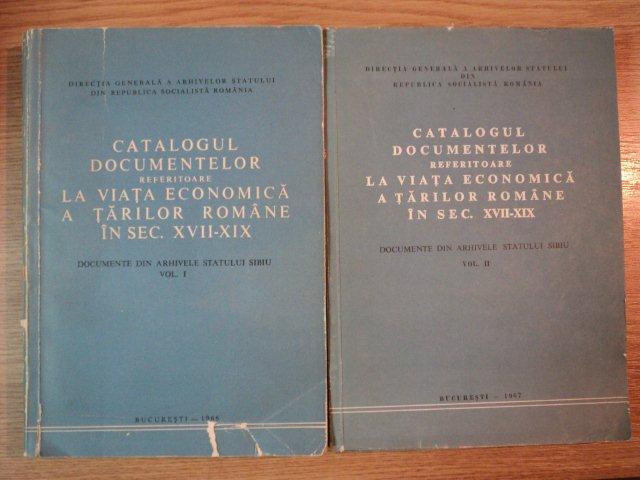 DIRECȚIA GENERALĂ A ARHIVELOR STATULUI
DIN REPUBLICA SOCIALISTĂ ROMÂNIA
CATALOGUL
DOCUMENTELOR
REFERITOARE
LA VIAȚA ECONOMICĂ
A ȚĂRILOR ROMÂNE
ÎN SEC. XVII-XIX
DOCUMENTE DIN ARHIVELE STATULUI SIBIU
VOL. I
BUCUREȘTI — 1966
DIRECȚIA GENERALĂ A ARHIVELOR STATULUI
DIN
REPUBLICA SOCIALISTĂ ROMÂNIA
CATALOGUL
DOCUMENTELOR
REFERITOARE
LA VIAȚA ECONOMICĂ
A ȚĂRILOR ROMÂNE
ÎN SEC. XVII-XIX
DOCUMENTE DIN ARHIVELE STATULUI SIBIU
VOL. II
BUCUREȘTI — 1967